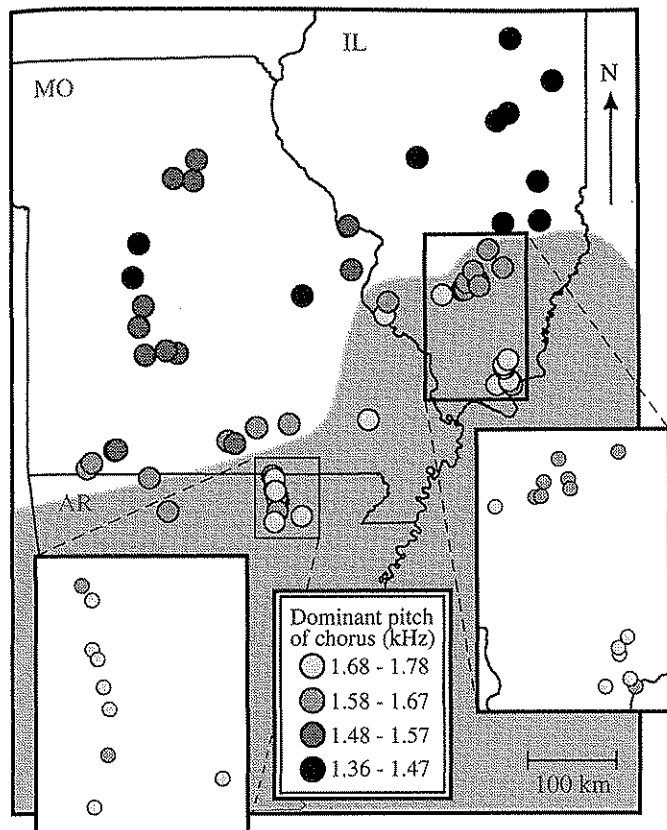 IL
MO
N
AR
Dominant pitch
of chorus (kHz)
1.68 - 1.78
1.58 - 1.67
1.48 - 1.57
1.36 - 1.47
100 km